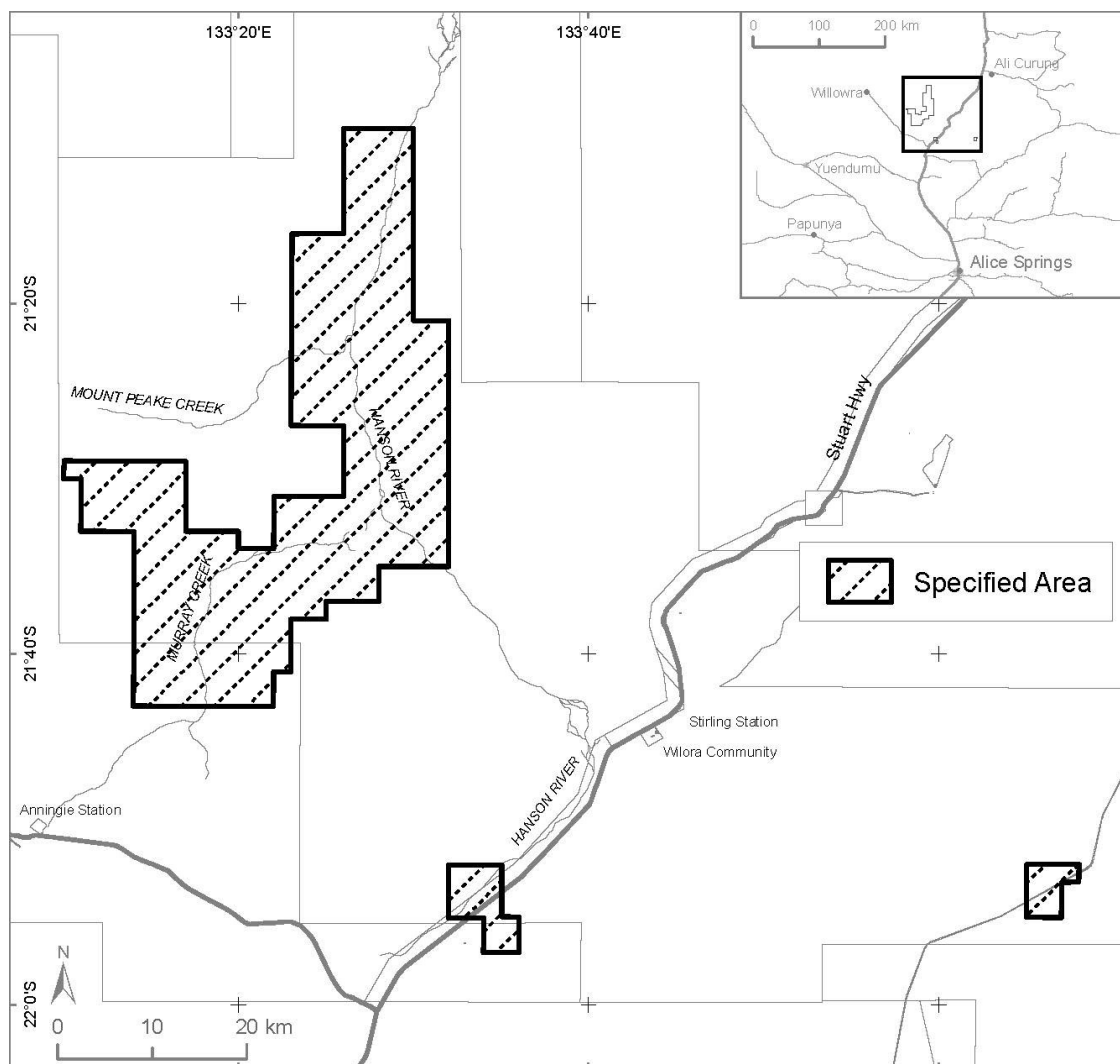 133°20'E
133°40'E
0 100 200 km
Ali Curung
Willowra
Yuendumu
Papunya
Alice Springs
21°20'S
MOUNT PEAKE CREEK
HANSON RIVER
Stuart Hwy
Specified Area
MURRAY CREEK
21°40'S
Stirling Station
Wilora Community
HANSON RIVER
Anningie Station
22°0'S
N
0 10 20 km